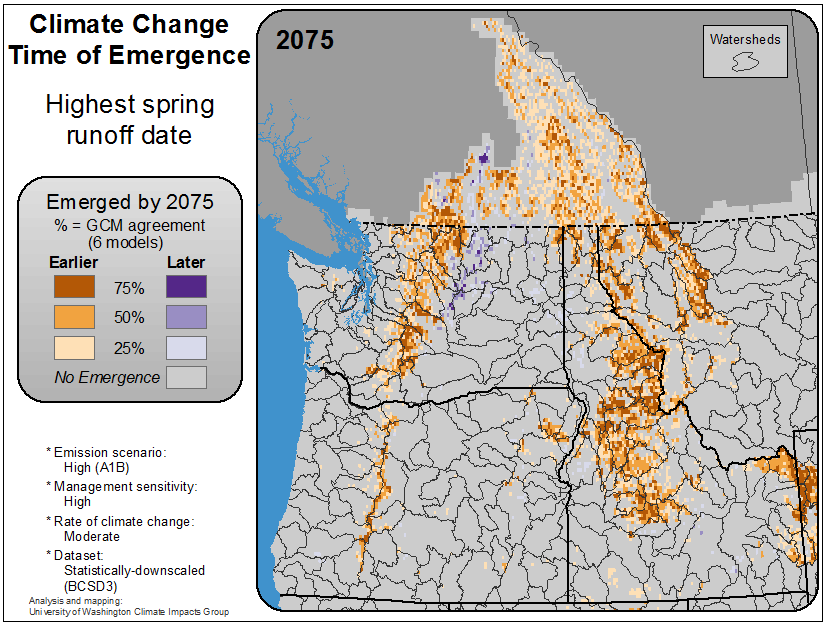 Climate Change
Time of Emergence
Highest spring
runoff date
Emerged by 2075
% = GCM agreement
(6 models)
Earlier Later
75%
50%
25%
No Emergence
* Emission scenario:
High (A1B)
* Management sensitivity:
High
* Rate of climate change:
Moderate
* Dataset:
Statistically-downscaled
(BCSD3)
Analysis and mapping:
University of Washington Climate Impacts Group
2075
Watersheds